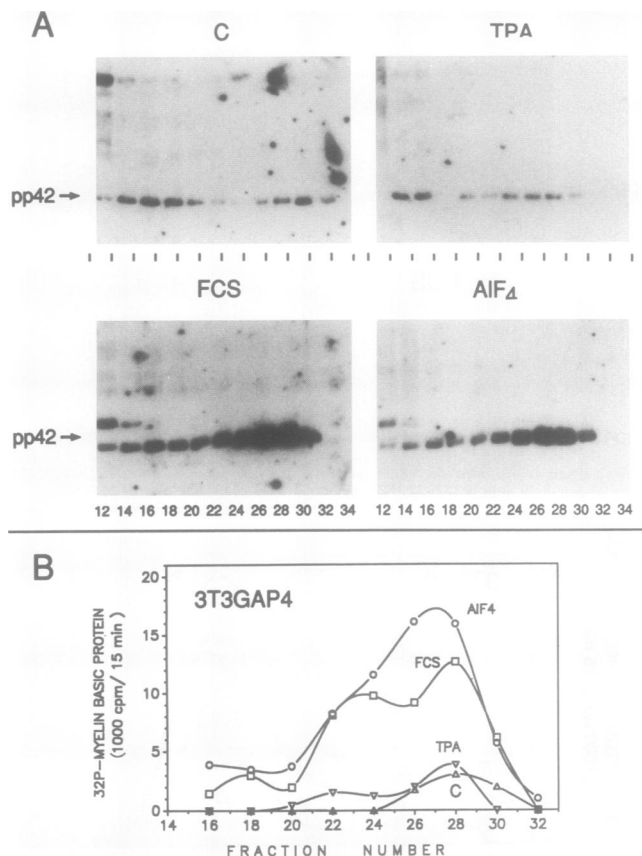 A
C
TPA
pp42 →
FCS
AlF4
pp42 →
12 14 16 18 20 22 24 26 28 30 32 34
12 14 16 18 20 22 24 26 28 30 32 34
B
3T3GAP4
32P-MYELIN BASIC PROTEIN
(1000 cpm/ 15 min )
20
15
10
5
0
AlF4
FCS
TPA
C
14 16 18 20 22 24 26 28 30 32
FRACTION NUMBER